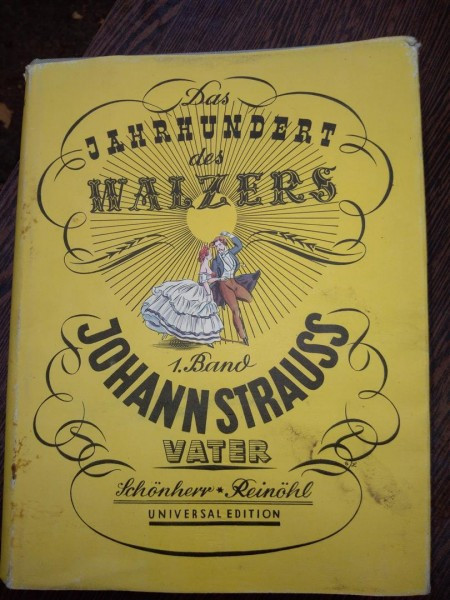 Das
JAHRHUNDERT
des
WALZERS
1. Band
JOHANN STRAUSS
VATER
Schönherr * Reinöhl
UNIVERSAL EDITION